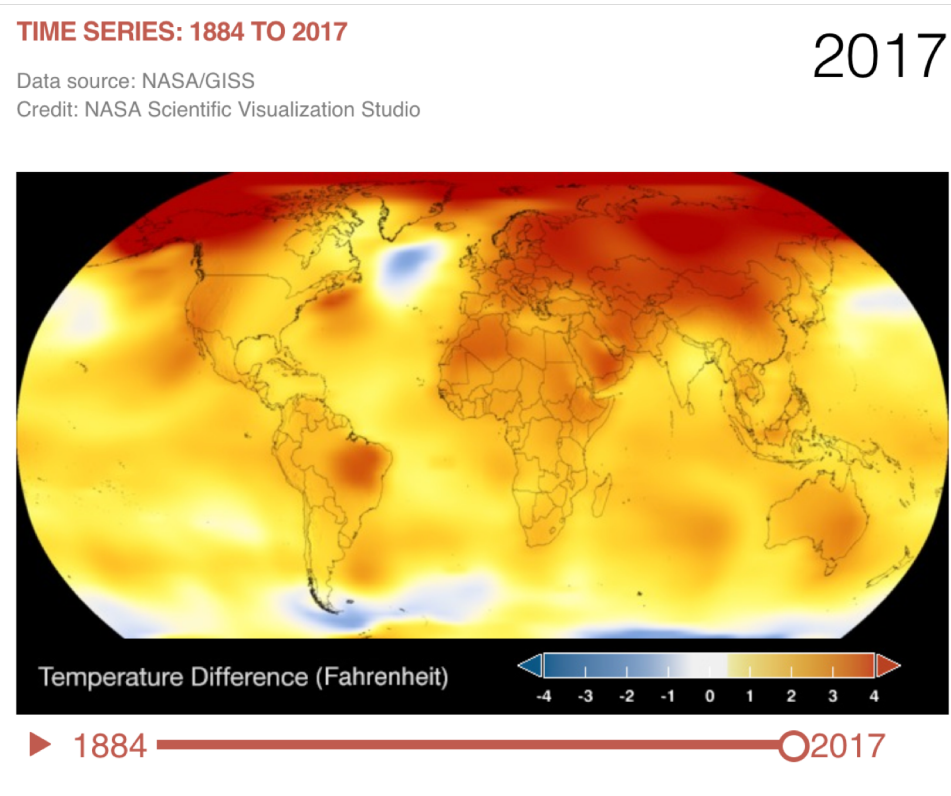 TIME SERIES: 1884 TO 2017
2017
Data source: NASA/GISS
Credit: NASA Scientific Visualization Studio
Temperature Difference (Fahrenheit)
-4 -3 -2 -1 0 1 2 3 4
1884 2017